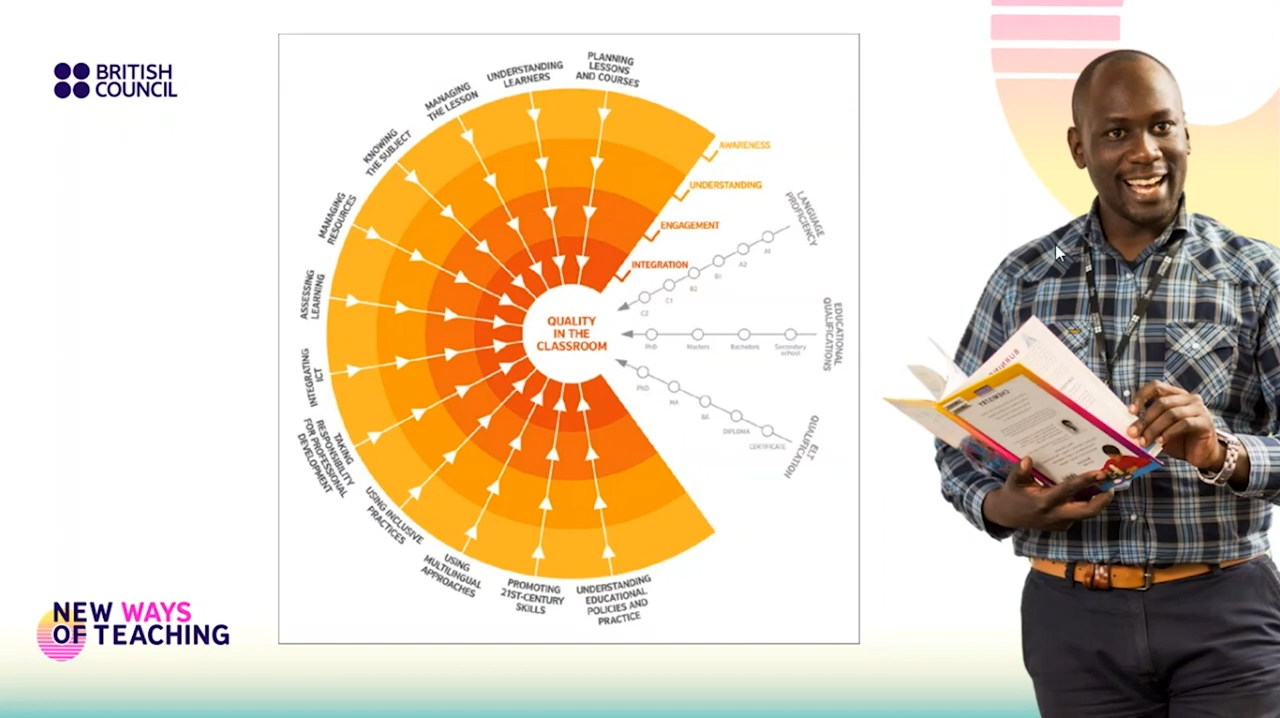 BRITISH
COUNCIL
PLANNING
LESSONS
AND COURSES
UNDERSTANDING
LEARNERS
MANAGING
THE LESSON
KNOWING
THE SUBJECT
MANAGING
RESOURCES
ASSESSING
LEARNING
INTEGRATING
ICT
TAKING
RESPONSIBILITY
FOR PROFESSIONAL
DEVELOPMENT
USING INCLUSIVE
PRACTICES
USING
MULTILINGUAL
APPROACHES
PROMOTING
21ST-CENTURY
SKILLS
UNDERSTANDING
EDUCATIONAL
POLICIES AND
PRACTICE
AWARENESS
UNDERSTANDING
ENGAGEMENT
INTEGRATION
QUALITY
IN THE
CLASSROOM
LANGUAGE
PROFICIENCY
A1
A2
B1
B2
C1
C2
EDUCATIONAL
QUALIFICATIONS
PhD
Masters
Bachelors
Secondary
school
ELT
QUALIFICATION
PhD
MA
BA
DIPLOMA
CERTIFICATE
CHEMISTRY
NEW WAYS
OF TEACHING